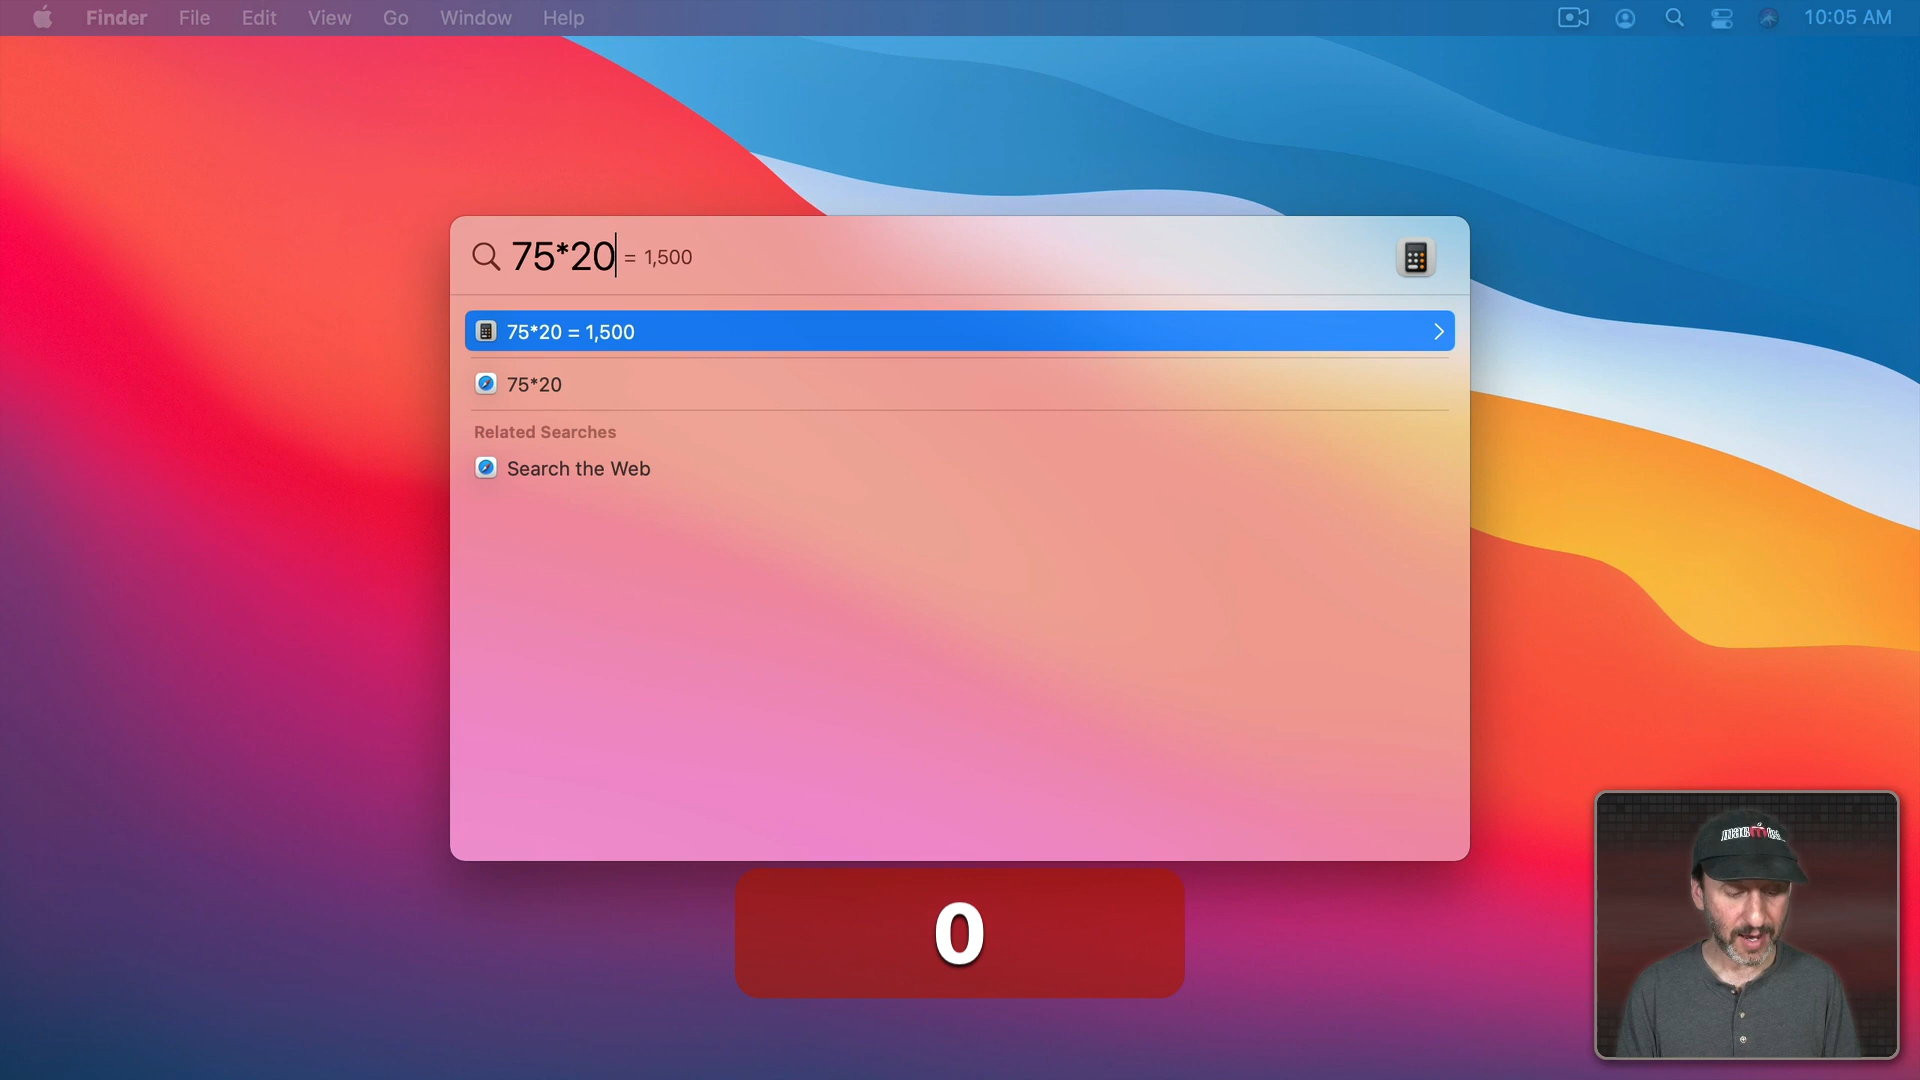 Finder File Edit View Go Window Help 10:05 AM
75*20 = 1,500
75*20 = 1,500
75*20
Related Searches
Search the Web
0